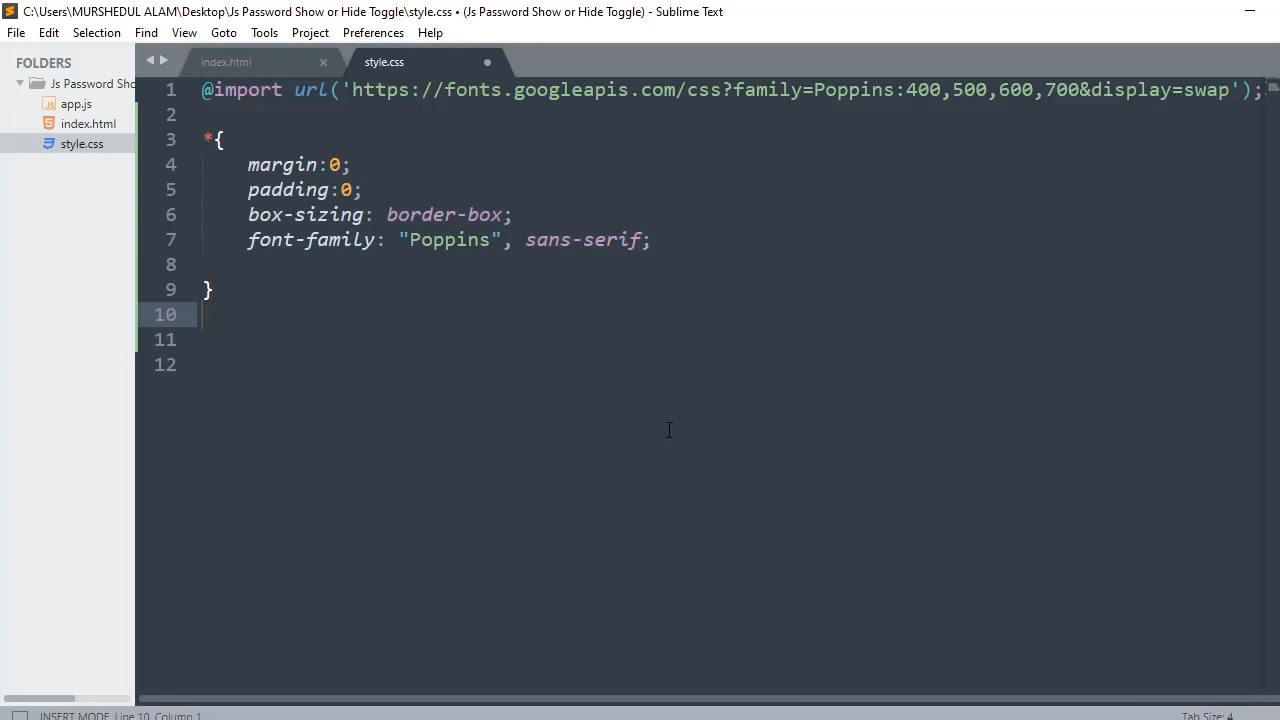 C:\Users\MURSHEDUL ALAM\Desktop\Js Password Show or Hide Toggle\style.css • (Js Password Show or Hide Toggle) - Sublime Text
File Edit Selection Find View Goto Tools Project Preferences Help
FOLDERS
Js Password Sho
app.js
index.html
style.css
index.html
style.css
1 @import url('https://fonts.googleapis.com/css?family=Poppins:400,500,600,700&display=swap');
2
3 *{
4 margin:0;
5 padding:0;
6 box-sizing: border-box;
7 font-family: "Poppins", sans-serif;
8
9 }
10
11
12
INSERT MODE, Line 10, Column 1
Tab Size: 4